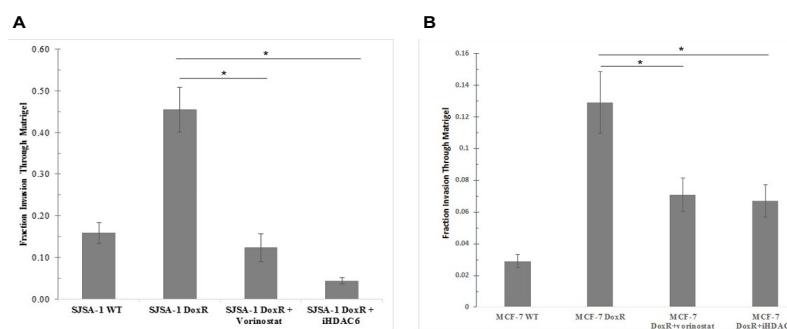 A
B
Fraction Invasion Through Matrigel
0.60
0.50
0.40
0.30
0.20
0.10
0.00
*
*
SJSA-1 WT
SJSA-1 DoxR
SJSA-1 DoxR +
Vorinostat
SJSA-1 DoxR +
iHDAC6
Fraction Invasion Through Matrigel
0.16
0.14
0.12
0.1
0.08
0.06
0.04
0.02
0
*
*
MCF-7 WT
MCF-7 DoxR
MCF-7
DoxR+vorinostat
MCF-7
DoxR+iHDAC6